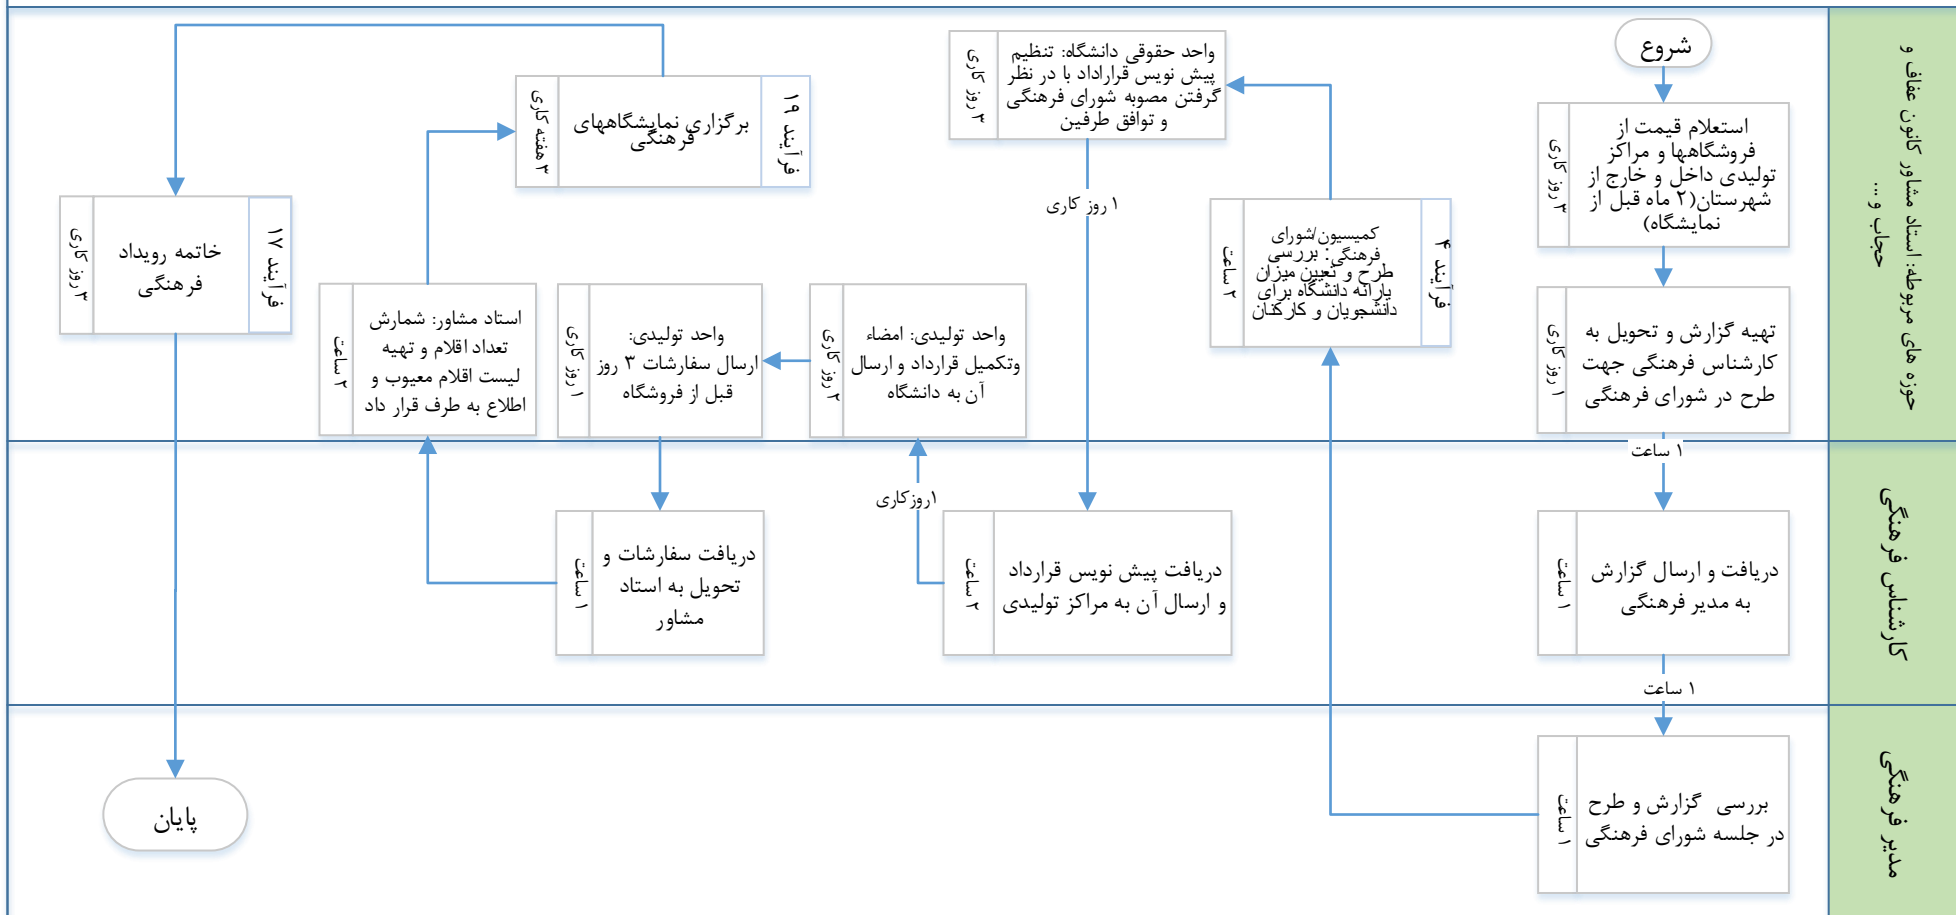 حوزه های مربوطه: استاد مشاور کانون عفاف و
حجاب و ...
شروع
استعلام قیمت از
فروشگاهها و مراکز
تولیدی داخل و خارج از
شهرستان(۲ ماه قبل از
نمایشگاه)
۳ روز کاری
تهیه گزارش و تحویل به
کارشناس فرهنگی جهت
طرح در شورای فرهنگی
۱ روز کاری
۱ ساعت
کارشناس فرهنگی
دریافت و ارسال گزارش
به مدیر فرهنگی
۱ ساعت
۱ ساعت
مدیر فرهنگی
بررسی گزارش و طرح
در جلسه شورای فرهنگی
۱ ساعت
فرآیند ۴
کمیسیون/شورای
فرهنگی: بررسی
طرح و تعیین میزان
یارانه دانشگاه برای
دانشجویان و کارکنان
۲ ساعت
واحد حقوقی دانشگاه: تنظیم
پیش نویس قراراداد با در نظر
گرفتن مصوبه شورای فرهنگی
و توافق طرفین
۳ روز کاری
۱ روز کاری
دریافت پیش نویس قرارداد
و ارسال آن به مراکز تولیدی
۲ ساعت
۱روزکاری
واحد تولیدی: امضاء
وتکمیل قرارداد و ارسال
آن به دانشگاه
۲ روز کاری
واحد تولیدی:
ارسال سفارشات ۳ روز
قبل از فروشگاه
۱ روز کاری
دریافت سفارشات و
تحویل به استاد
مشاور
۱ ساعت
استاد مشاور: شمارش
تعداد اقلام و تهیه
لیست اقلام معیوب و
اطلاع به طرف قرار داد
۲ ساعت
فرآیند ۱۹
برگزاری نمایشگاههای
فرهنگی
۳ هفته کاری
فرآیند ۱۷
خاتمه رویداد
فرهنگی
۳ روز کاری
پایان